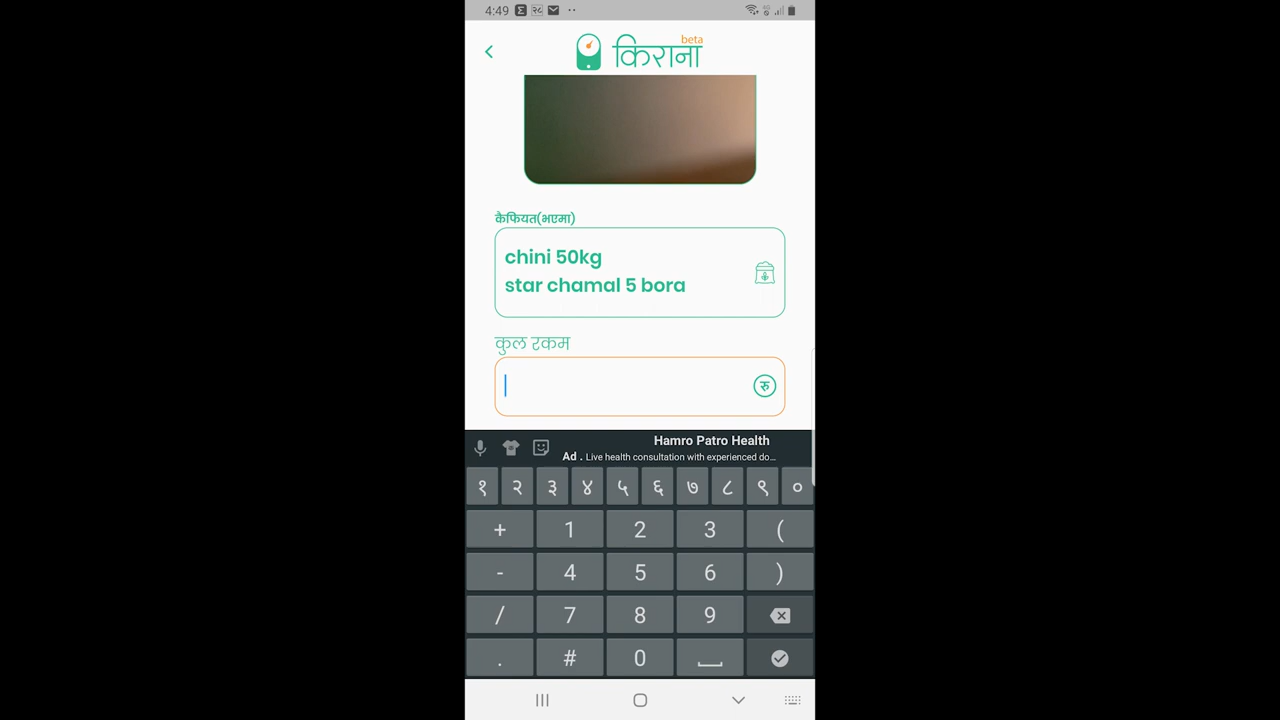 4:49
beta
किराना
कैफियत(भएमा)
chini 50kg
star chamal 5 bora
कुल रकम
रु
Hamro Patro Health
Ad . Live health consultation with experienced do...
१ २ ३ ४ ५ ६ ७ ८ ९ ०
+ 1 2 3 (
- 4 5 6 )
/ 7 8 9
. # 0